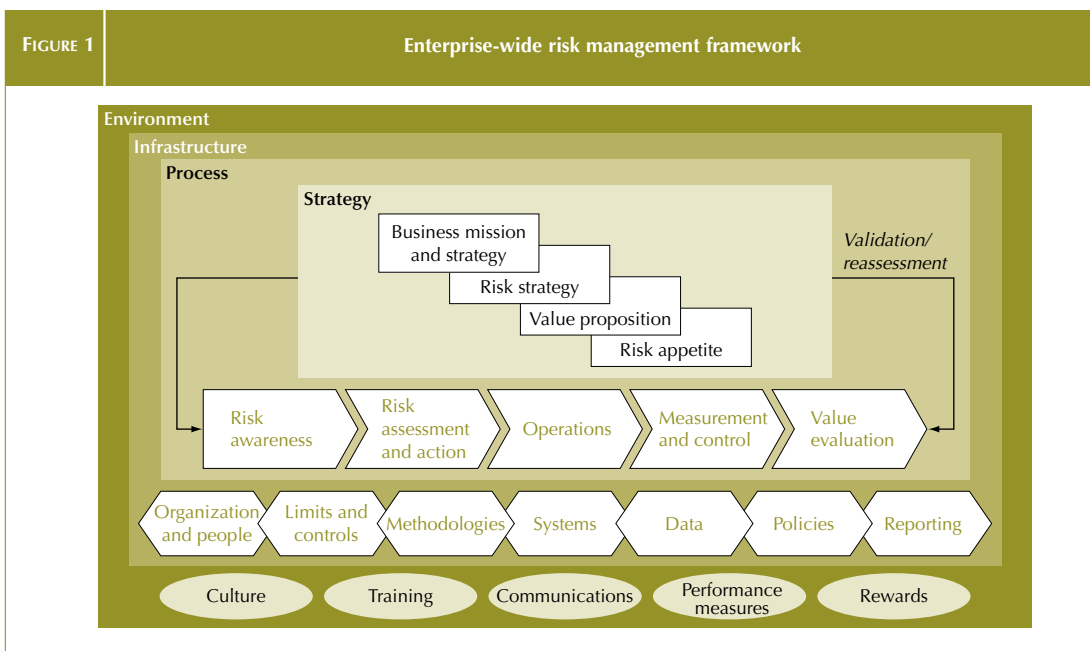 FIGURE 1
Enterprise-wide risk management framework
Environment
Infrastructure
Process
Strategy
Business mission
and strategy
Risk strategy
Value proposition
Risk appetite
Validation/
reassessment
Risk
awareness
Risk
assessment
and action
Operations
Measurement
and control
Value
evaluation
Organization
and people
Limits and
controls
Methodologies
Systems
Data
Policies
Reporting
Culture
Training
Communications
Performance
measures
Rewards